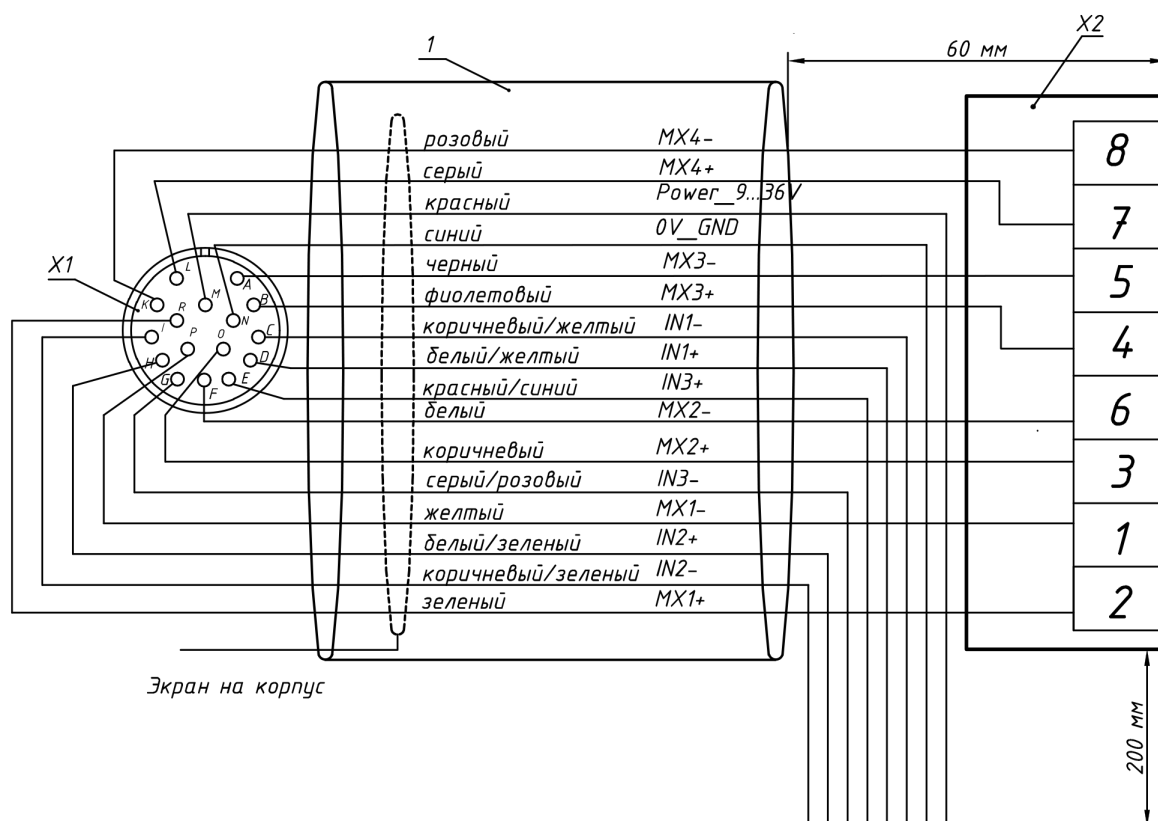 X2
1
60 мм
розовый MX4-
8
серый MX4+
Power_9...36V
красный
7
синий 0V_GND
X1
черный MX3-
5
фиолетовый MX3+
коричневый/желтый IN1-
4
белый/желтый IN1+
красный/синий IN3+
белый MX2-
6
коричневый MX2+
3
серый/розовый IN3-
желтый MX1-
1
белый/зеленый IN2+
коричневый/зеленый IN2-
зеленый MX1+
2
L
A
K
M
B
R
N
I
P
O
C
H
D
G
E
F
Экран на корпус
200 мм